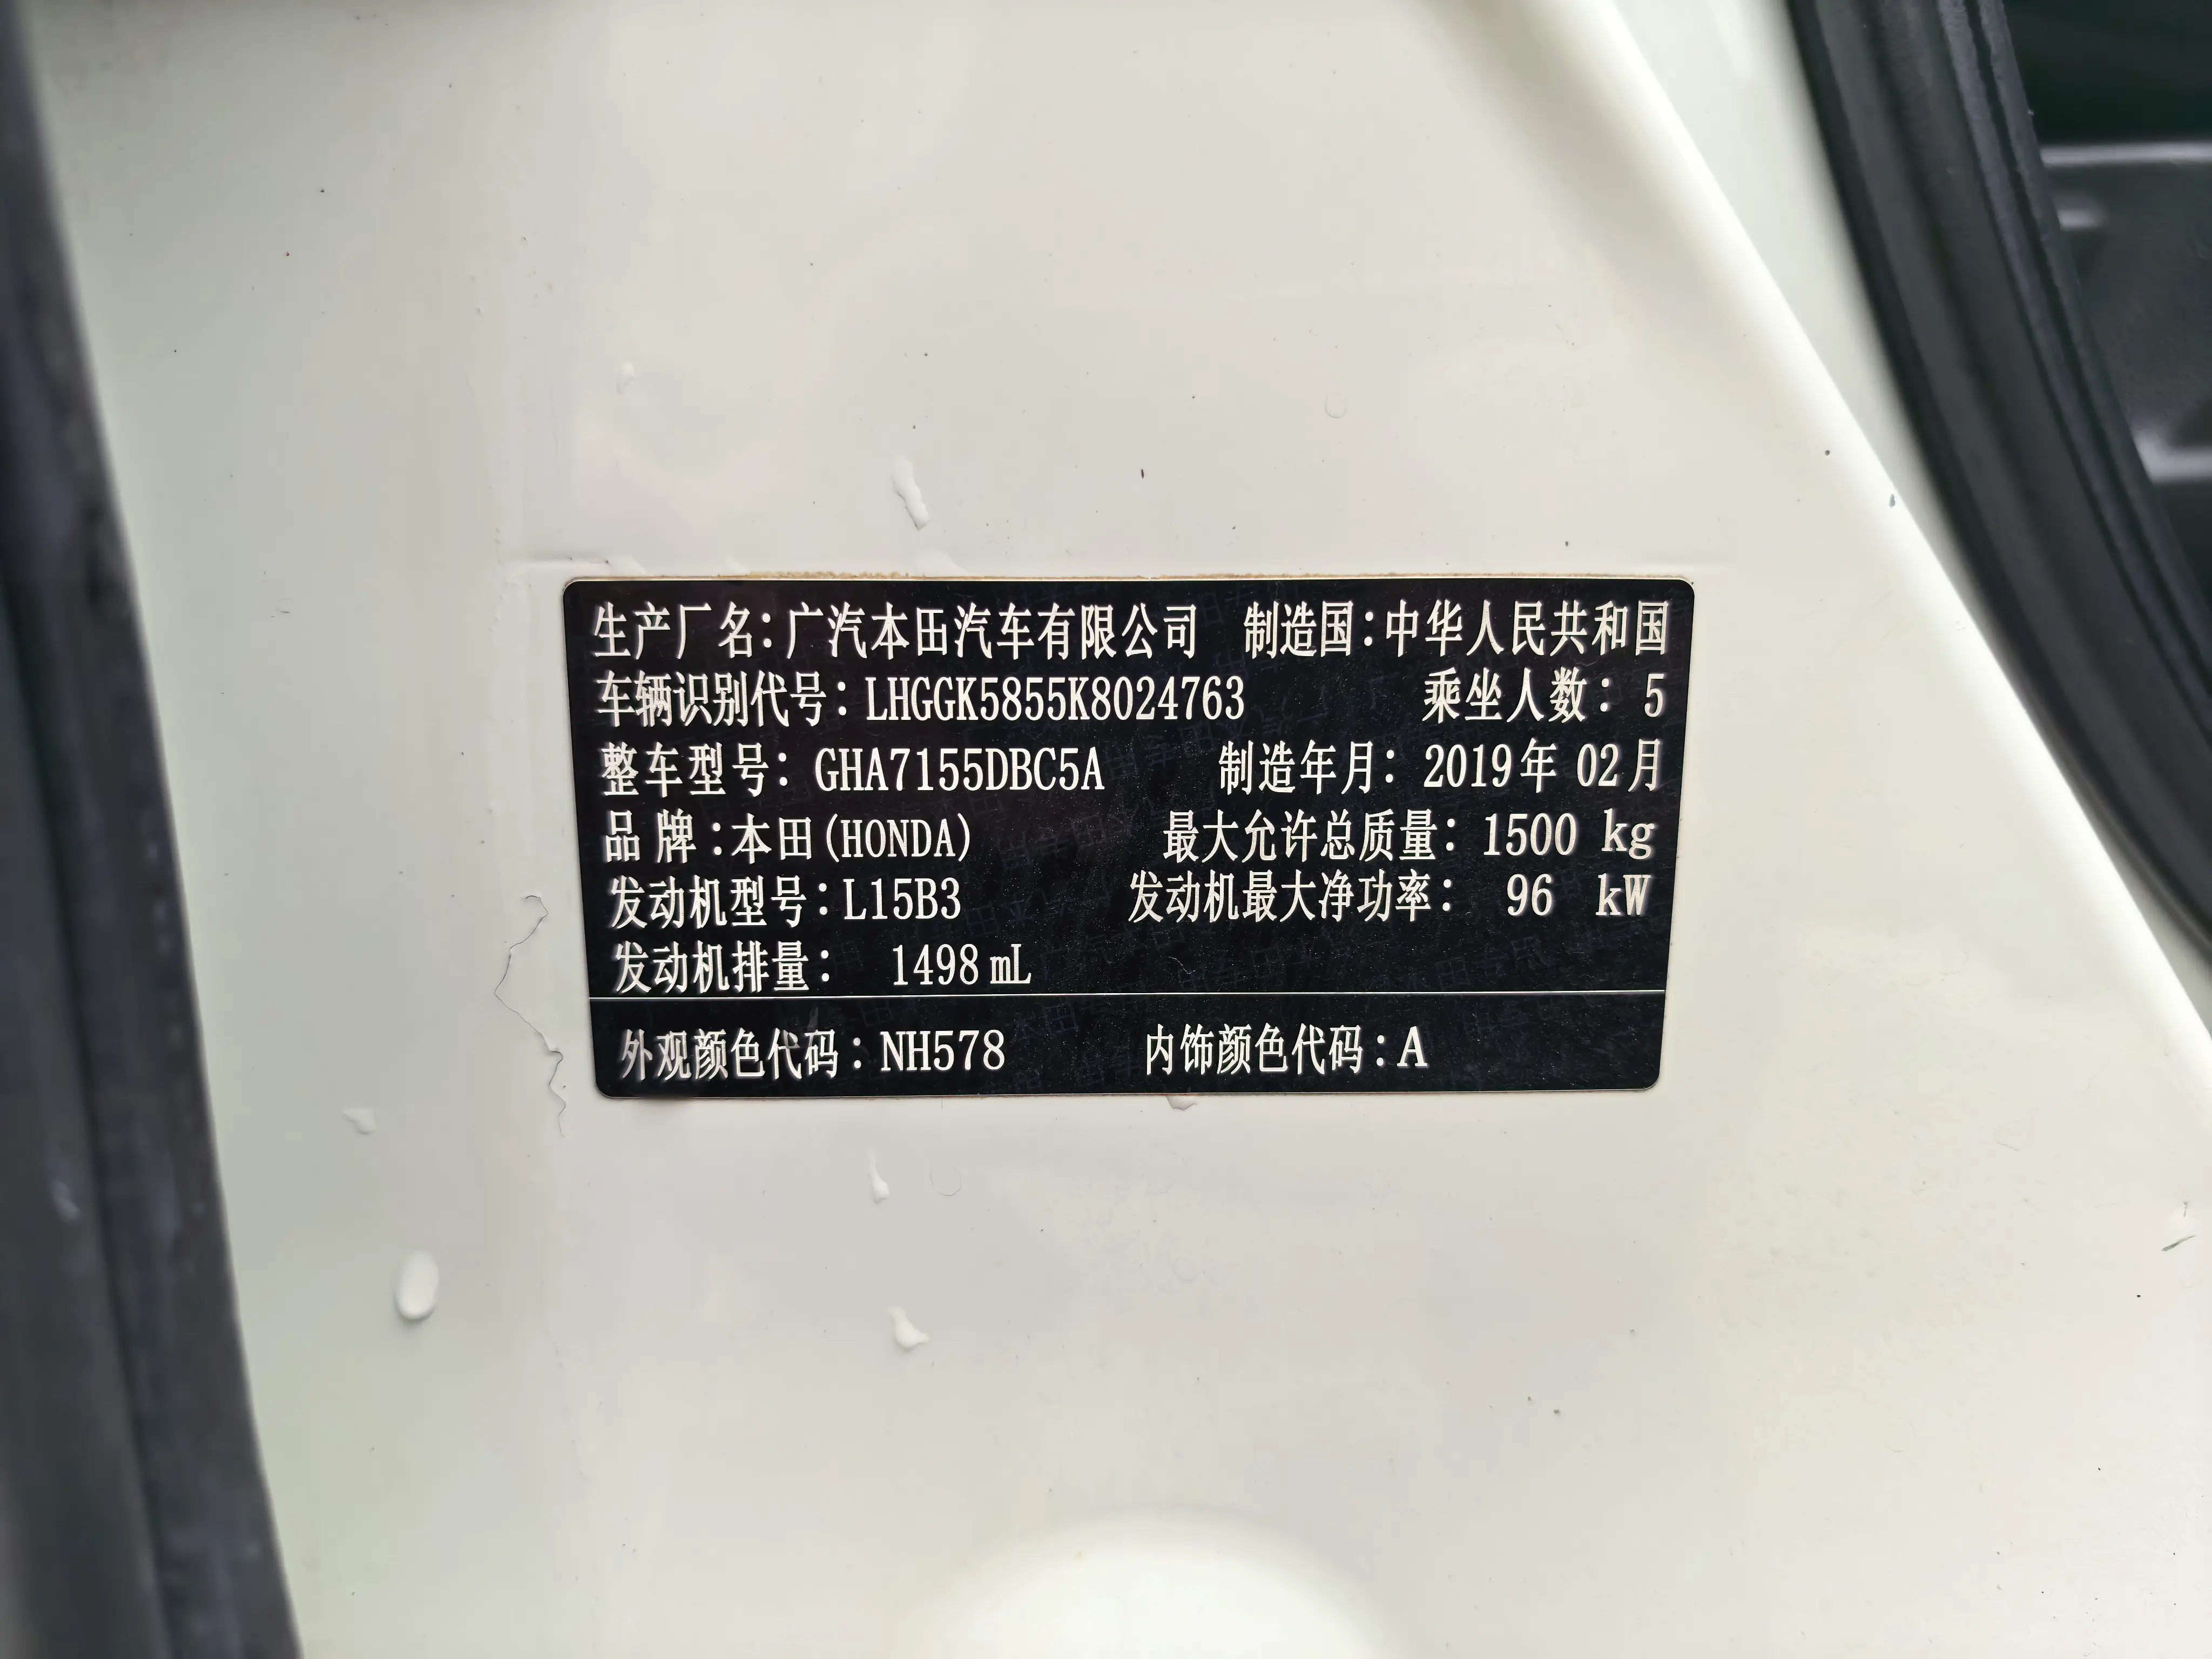 生产厂名：广汽本田汽车有限公司 制造国：中华人民共和国
车辆识别代号：LHGGK5855K8024763 乘坐人数：5
整车型号：GHA7155DBC5A 制造年月：2019年 02月
品牌：本田(HONDA) 最大允许总质量：1500 kg
发动机型号：L15B3 发动机最大净功率：96 kW
发动机排量：1498 mL
外观颜色代码：NH578 内饰颜色代码：A